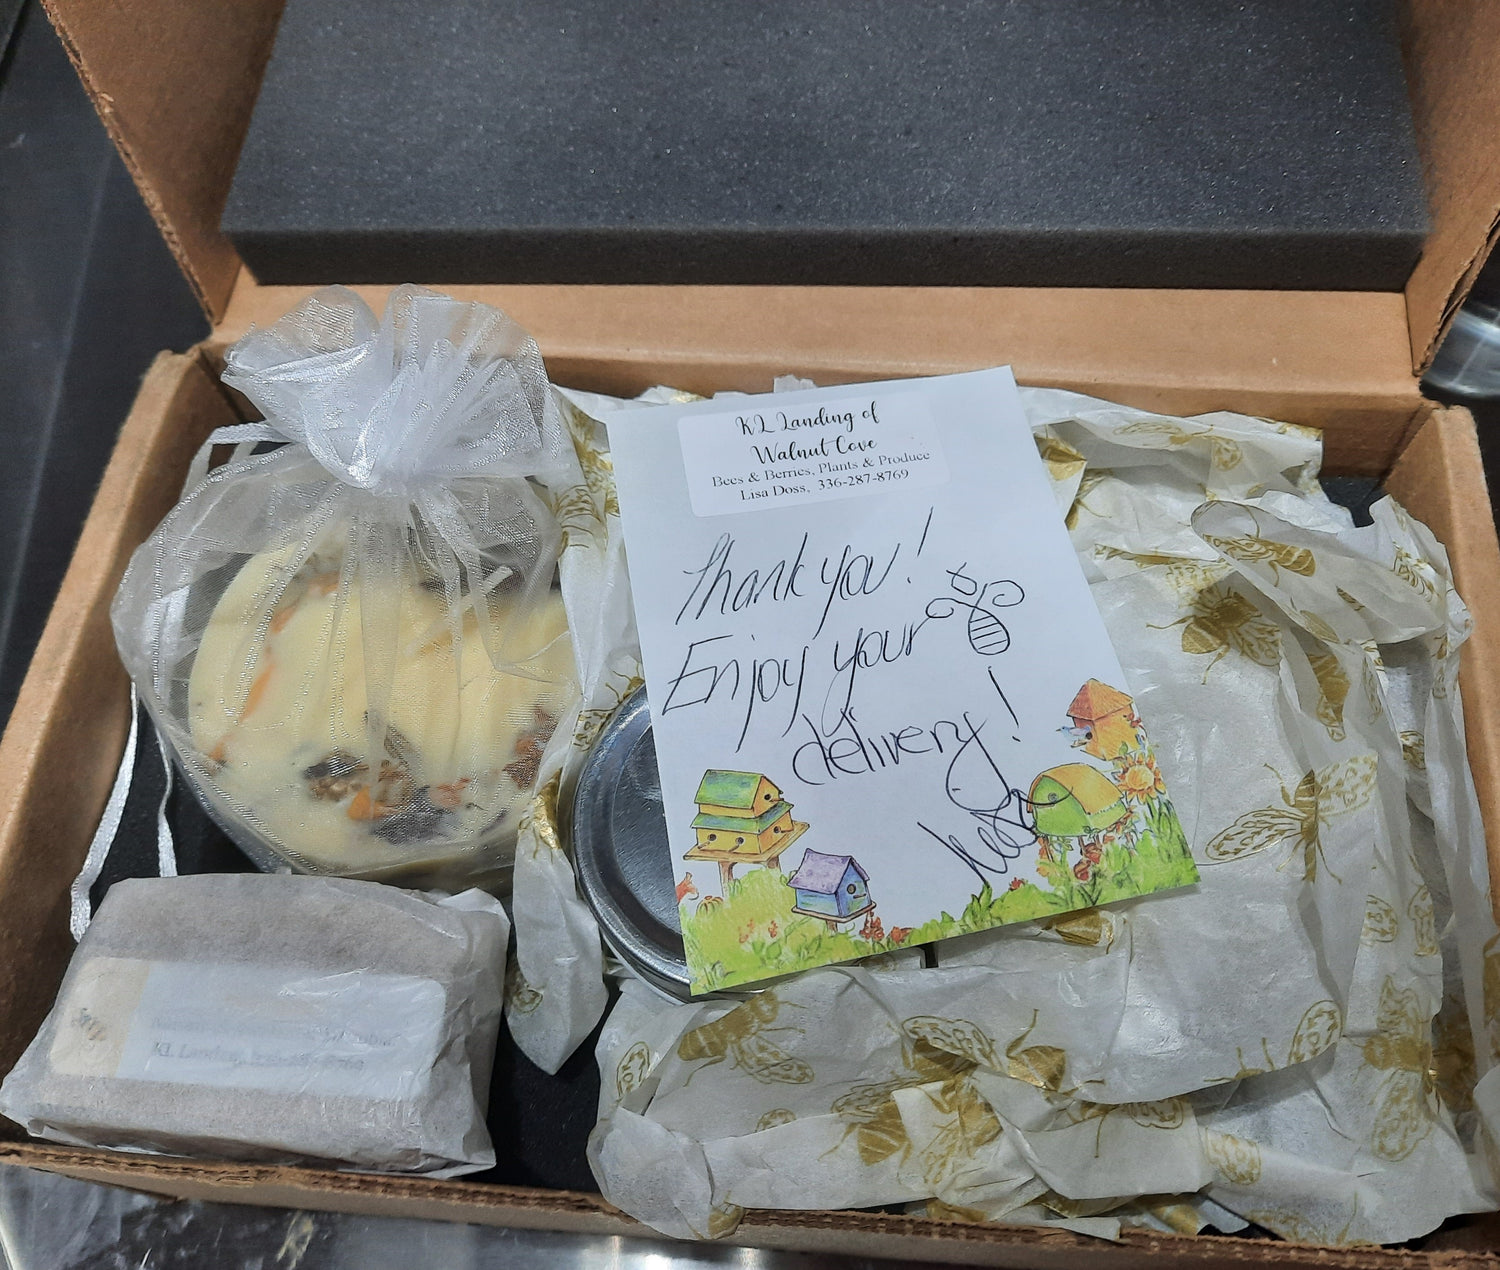 KL Landing of
Walnut Cove
Bees & Berries, Plants & Produce
Lisa Doss, 336-287-8769
Thank you!
Enjoy your
delivery!